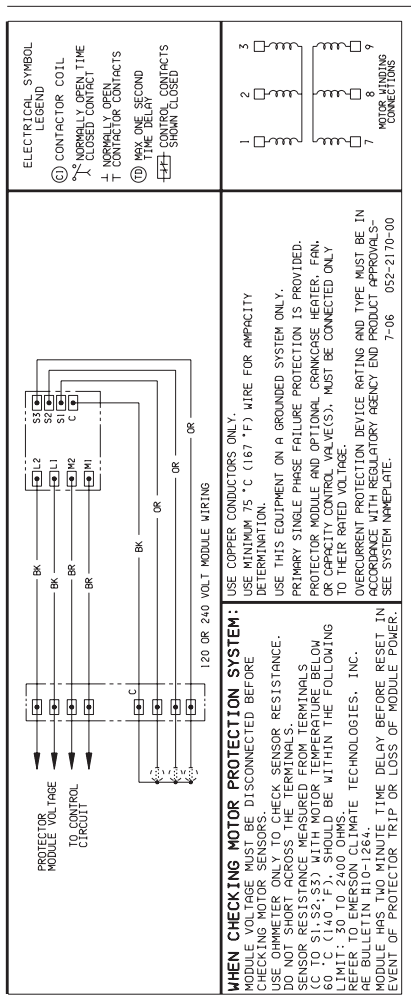 PROTECTOR
MODULE VOLTAGE
TO CONTROL
CIRCUIT
BK
BK
BR
BR
L2
L1
M2
M1
S3
S2
S1
C
C
BK
OR
OR
OR
120 OR 240 VOLT MODULE WIRING
ELECTRICAL SYMBOL
LEGEND
C1 CONTACTOR COIL
NORMALLY OPEN TIME
CLOSED CONTACT
NORMALLY OPEN
CONTACTOR CONTACTS
TD MAX ONE SECOND
TIME DELAY
CONTROL CONTACTS
SHOWN CLOSED
WHEN CHECKING MOTOR PROTECTION SYSTEM:
MODULE VOLTAGE MUST BE DISCONNECTED BEFORE
CHECKING MOTOR SENSORS.
USE OHMMETER ONLY TO CHECK SENSOR RESISTANCE.
DO NOT SHORT ACROSS THE TERMINALS.
SENSOR RESISTANCE MEASURED FROM TERMINALS
(C TO S1,S2,S3) WITH MOTOR TEMPERATURE BELOW
60 °C (140 °F), SHOULD BE WITHIN THE FOLLOWING
LIMIT: 30 TO 2400 OHMS.
REFER TO EMERSON CLIMATE TECHNOLOGIES, INC.
AE BULLETIN #10-1264.
MODULE HAS TWO MINUTE TIME DELAY BEFORE RESET IN
EVENT OF PROTECTOR TRIP OR LOSS OF MODULE POWER.
USE COPPER CONDUCTORS ONLY.
USE MINIMUM 75 °C (167 °F) WIRE FOR AMPACITY
DETERMINATION.
USE THIS EQUIPMENT ON A GROUNDED SYSTEM ONLY.
PRIMARY SINGLE PHASE FAILURE PROTECTION IS PROVIDED.
PROTECTOR MODULE AND OPTIONAL CRANKCASE HEATER, FAN,
OR CAPACITY CONTROL VALVE(S), MUST BE CONNECTED ONLY
TO THEIR RATED VOLTAGE.
OVERCURRENT PROTECTION DEVICE RATING AND TYPE MUST BE IN
ACCORDANCE WITH REGULATORY AGENCY END PRODUCT APPROVALS-
SEE SYSTEM NAMEPLATE. 7-06 052-2170-00
1 2 3
7 8 9
MOTOR WINDING
CONNECTIONS